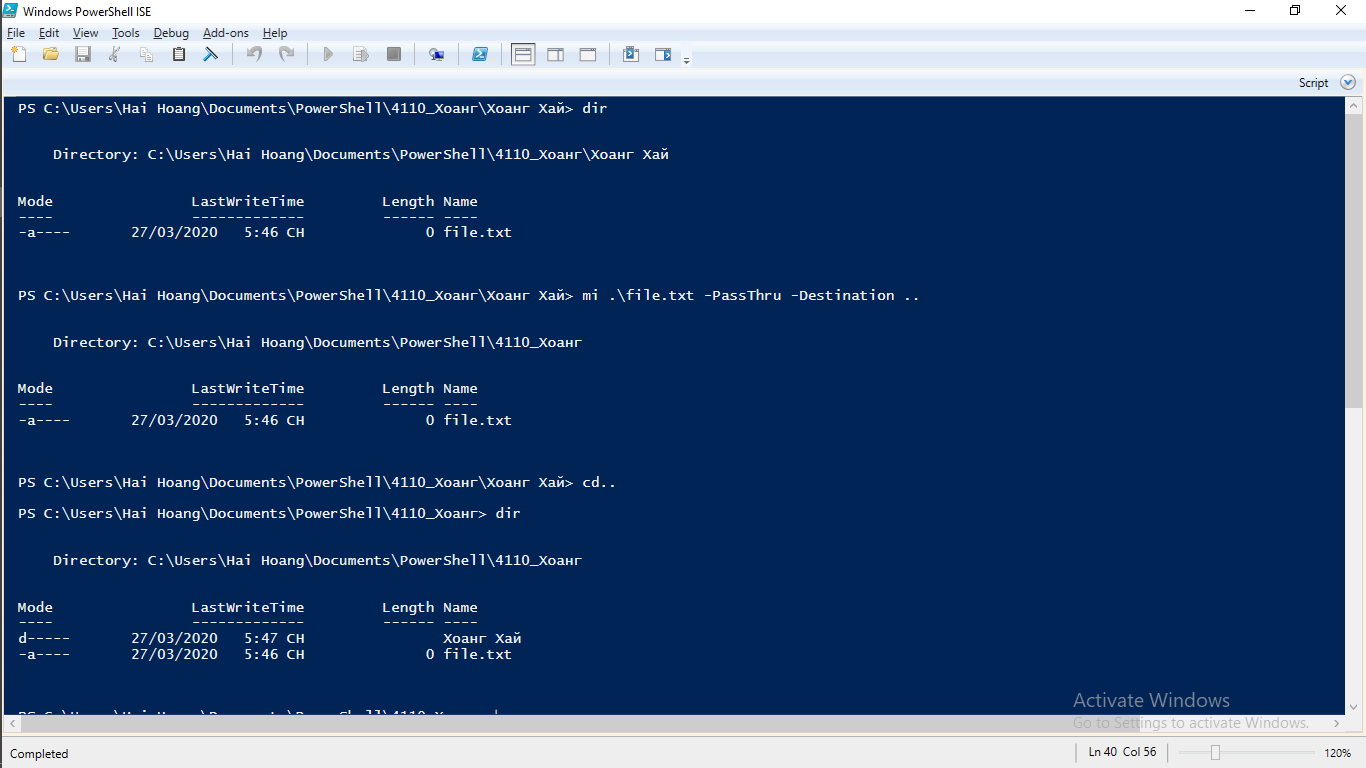 Windows PowerShell ISE
File Edit View Tools Debug Add-ons Help
Script
PS C:\Users\Hai Hoang\Documents\PowerShell\4110_Хоанг\Хоанг Хай> dir
Directory: C:\Users\Hai Hoang\Documents\PowerShell\4110_Хоанг\Хоанг Хай
Mode LastWriteTime Length Name
---- ------------- ------ ----
-a---- 27/03/2020 5:46 CH 0 file.txt
PS C:\Users\Hai Hoang\Documents\PowerShell\4110_Хоанг\Хоанг Хай> mi .\file.txt -PassThru -Destination ..
Directory: C:\Users\Hai Hoang\Documents\PowerShell\4110_Хоанг
Mode LastWriteTime Length Name
---- ------------- ------ ----
-a---- 27/03/2020 5:46 CH 0 file.txt
PS C:\Users\Hai Hoang\Documents\PowerShell\4110_Хоанг\Хоанг Хай> cd..
PS C:\Users\Hai Hoang\Documents\PowerShell\4110_Хоанг> dir
Directory: C:\Users\Hai Hoang\Documents\PowerShell\4110_Хоанг
Mode LastWriteTime Length Name
---- ------------- ------ ----
d----- 27/03/2020 5:47 CH Хоанг Хай
-a---- 27/03/2020 5:46 CH 0 file.txt
Activate Windows
Go to Settings to activate Windows.
Completed
Ln 40 Col 56
120%